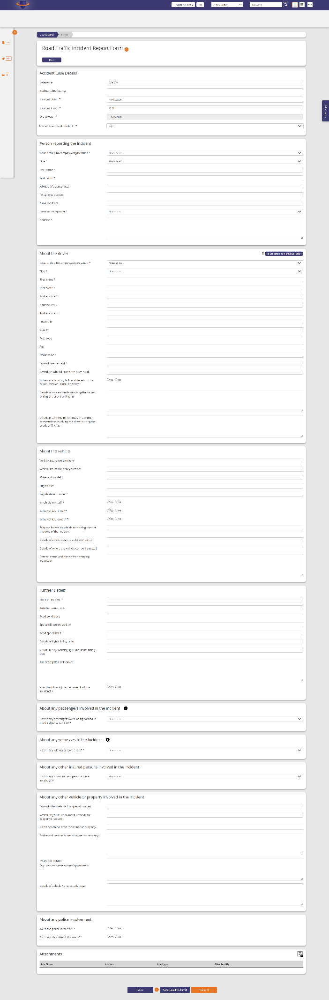 Health & Safety
HR
(Any Module)
Keyword
Dashboard
Form
Road Traffic Incident Report Form
Print
Help Guide
Accident Case Details
Reference
Additional Reference
Incident Date *
Incident Time *
Org Group *
Stafford
Overall severity of incident *
Major
Person reporting the incident
Relationship to company/organisation *
Please select...
Title *
Please select...
First name *
Last name *
Job title (if appropriate)
Telephone number
E-mail address
Location of reporter *
Please select...
Address *
About the driver
Re-use details from previous section
Relationship to company/organisation *
Please select...
Title *
Please select...
First name *
Last name *
Address line 1
Address line 2
Address line 3
Town/City
County
Post code
Age
Occupation *
Type of licence held *
Period for which licence has been held
Is the vehicle policy holder different to the
driver involved in the incident? *
Yes No
Details of any accidents involving the driver
during the previous 5 years
Details of any driving offences or pending
prosecutions involving the driver during the
previous 5 years
About the vehicle
Vehicle insurance company
Vehicle insurance policy number
Make and model *
Engine size
Registration number *
Is vehicle owned? *
Yes No
Is the vehicle hired? *
Yes No
Is the vehicle leased? *
Yes No
Purpose for which vehicle was being used at
the time of the incident
Details of any damage to vehicle or other
Details of where the vehicle can be inspected
Contact name and phone for arranging
inspection
Further Details
Place of incident *
Weather conditions
Road conditions
Speed of insured vehicle
Road speed limit
Details of lights being used
Details of any warning lights or sirens being
used
Full description of incident
Was the driver injured as a result of the
incident? *
Yes No
About any passengers involved in the incident
How many passengers were being carried in
the third party vehicle? *
Please select...
About any witnesses to the incident
How many witnesses were there? *
Please select...
About any other insured persons involved in the incident
How many other insured persons were
involved? *
Please select...
About any other vehicle or property involved in the incident
Type of other vehicle / property involved
Vehicle registration number or details of
property involved
Name of vehicle driver or owner of property
Address of vehicle driver or owner of property
Insurance details
(e.g. insurer name and policy number)
Details of vehicle / property damage
About any police involvement
Were the police informed? *
Yes No
Did the police attend the scene? *
Yes No
Attachments
File Name
File Size
File Type
Attached By
Save
Save and Submit
Cancel